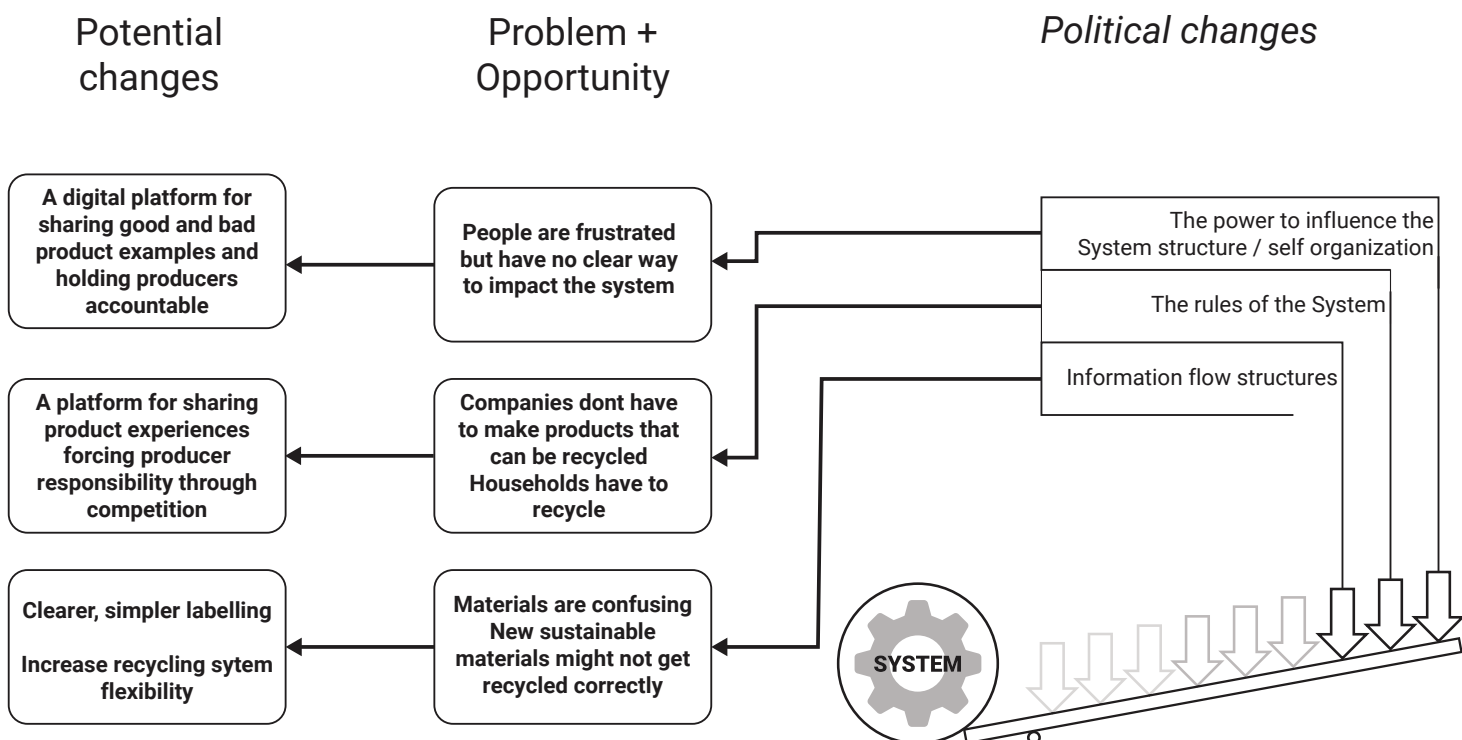 Potential
changes
Problem +
Opportunity
Political changes
A digital platform for
sharing good and bad
product examples and
holding producers
accountable
People are frustrated
but have no clear way
to impact the system
The power to influence the
System structure / self organization
The rules of the System
Information flow structures
A platform for sharing
product experiences
forcing producer
responsibility through
competition
Companies dont have
to make products that
can be recycled
Households have to
recycle
Clearer, simpler labelling
Increase recycling sytem
flexibility
Materials are confusing
New sustainable
materials might not get
recycled correctly
SYSTEM